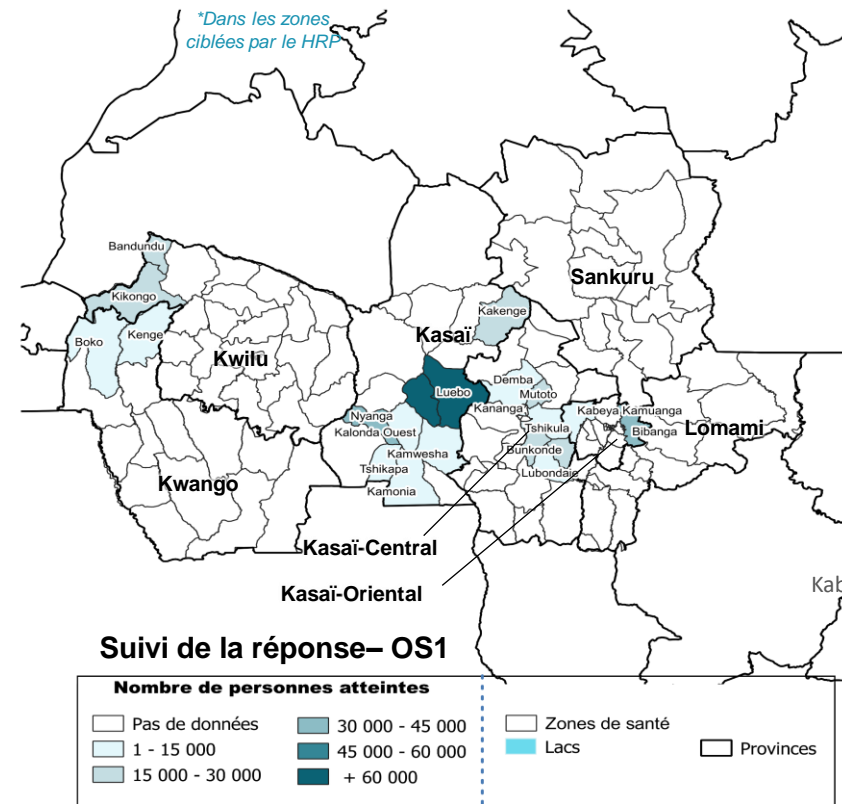 *Dans les zones
ciblées par le HRP
Bandundu
Sankuru
Kikongo
Kakenge
Kasaï
Kenge
Boko
Kwilu
Demba
Luebo
Mutoto
Kananga
Kabeya Kamuanga
Nyanga
Tshikula
Lomami
Kalonda Ouest
Bibanga
Bunkonde
Kamwesha
Tshikapa
Lubondaie
Kwango
Kamonia
Kasaï-Central
Kasaï-Oriental
Kab
Suivi de la réponse– OS1
Nombre de personnes atteintes
Pas de données
1 - 15 000
15 000 - 30 000
30 000 - 45 000
45 000 - 60 000
+ 60 000
Zones de santé
Lacs
Provinces